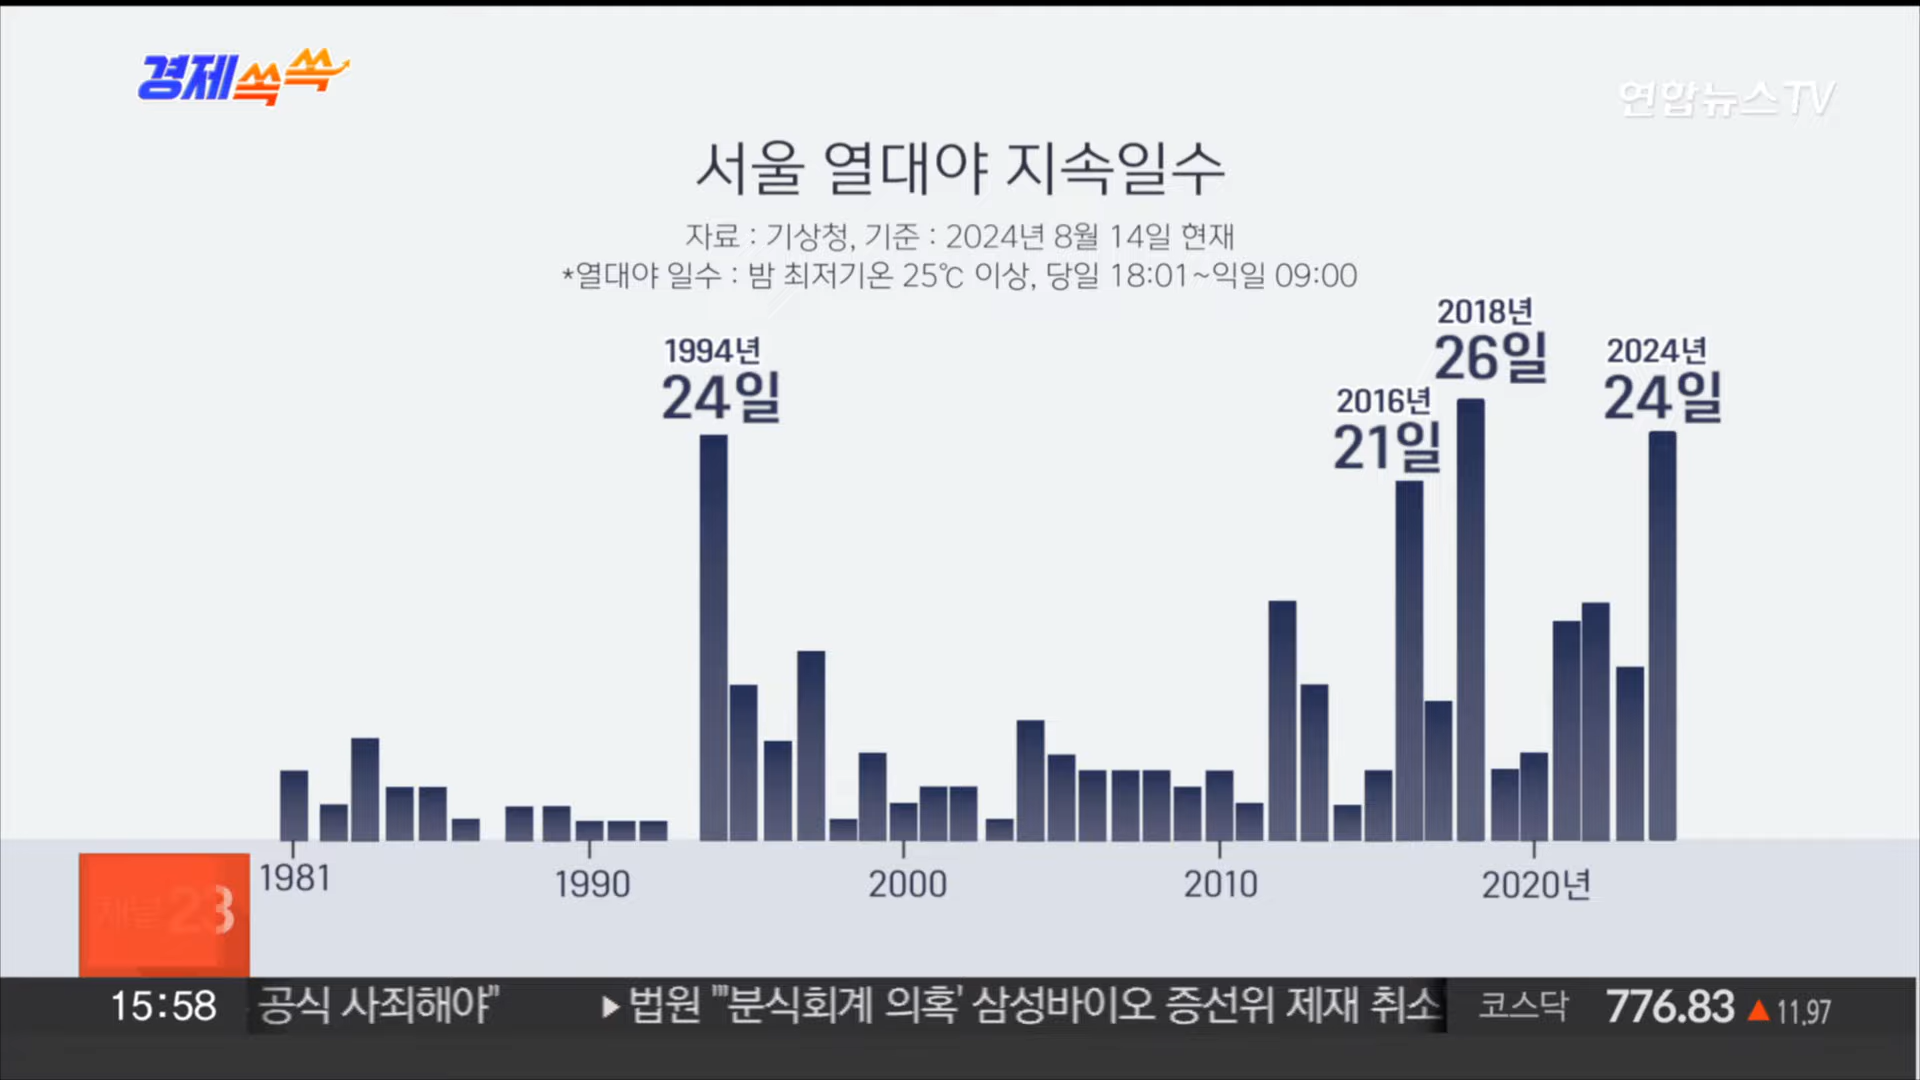 경제쏙쏙
연합뉴스TV
서울 열대야 지속일수
자료 : 기상청, 기준 : 2024년 8월 14일 현재
*열대야 일수 : 밤 최저기온 25℃ 이상, 당일 18:01~익일 09:00
1994년
24일
2016년
21일
2018년
26일
2024년
24일
1981
1990
2000
2010
2020년
채널 23
15:58
공식 사죄해야"
▶법원 "'분식회계 의혹' 삼성바이오 증선위 제재 취소
코스닥 776.83 ▲ 11.97